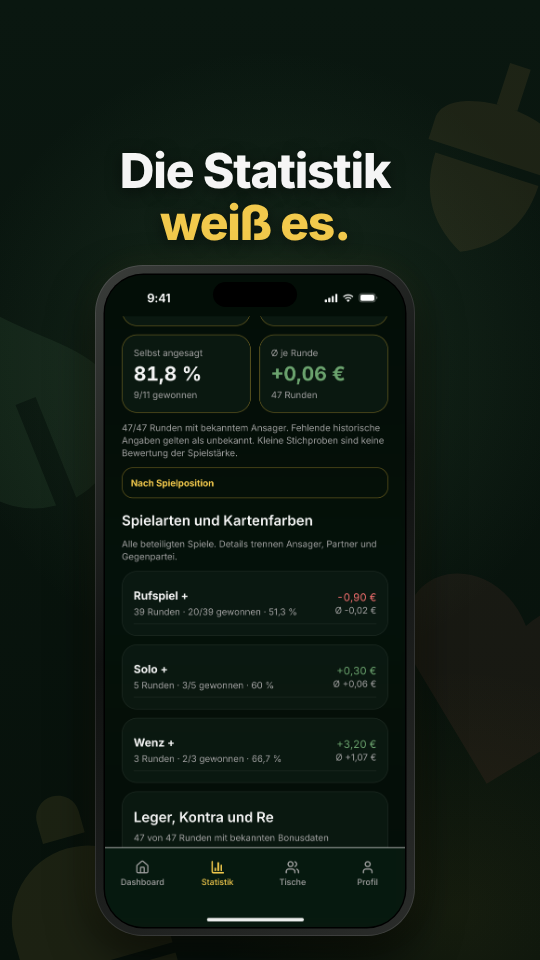 Die Statistik
weiß es.
9:41
Selbst angesagt
81,8 %
9/11 gewonnen
Ø je Runde
+0,06 €
47 Runden
47/47 Runden mit bekanntem Ansager. Fehlende historische
Angaben gelten als unbekannt. Kleine Stichproben sind keine
Bewertung der Spielstärke.
Nach Spielposition
Spielarten und Kartenfarben
Alle beteiligten Spiele. Details trennen Ansager, Partner und
Gegenpartei.
Rufspiel +
39 Runden · 20/39 gewonnen · 51,3 %
−0,90 €
Ø -0,02 €
Solo +
5 Runden · 3/5 gewonnen · 60 %
+0,30 €
Ø +0,06 €
Wenz +
3 Runden · 2/3 gewonnen · 66,7 %
+3,20 €
Ø +1,07 €
Leger, Kontra und Re
47 von 47 Runden mit bekannten Bonusdaten
Dashboard
Statistik
Tische
Profil